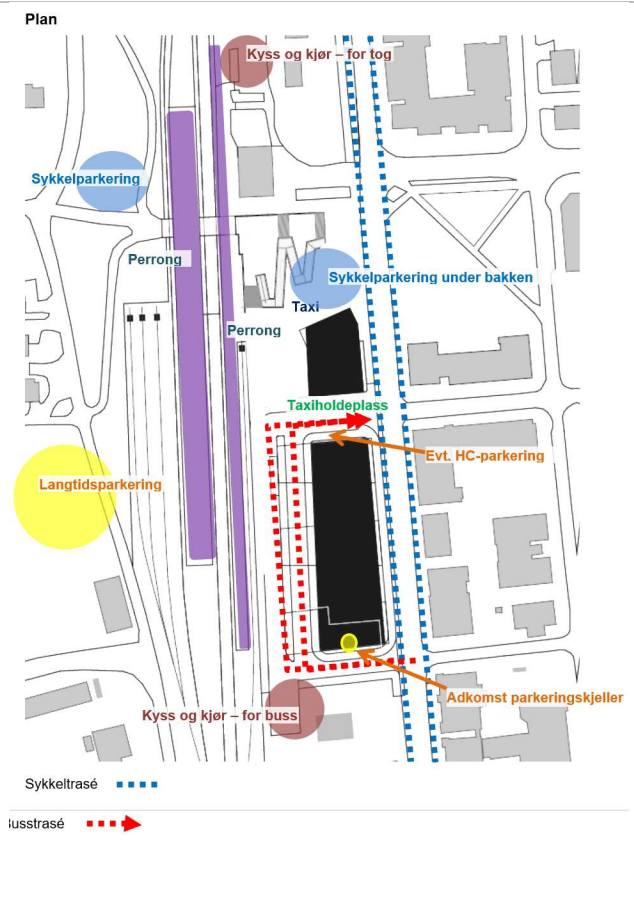 Plan
Kyss og kjør – for tog
Sykkelparkering
Perrong
Sykkelparkering under bakken
Taxi
Perrong
Taxiholdeplass
Evt. HC-parkering
Langtidsparkering
Adkomst parkeringskjeller
Kyss og kjør – for buss
Sykkeltrasé
usstrasé